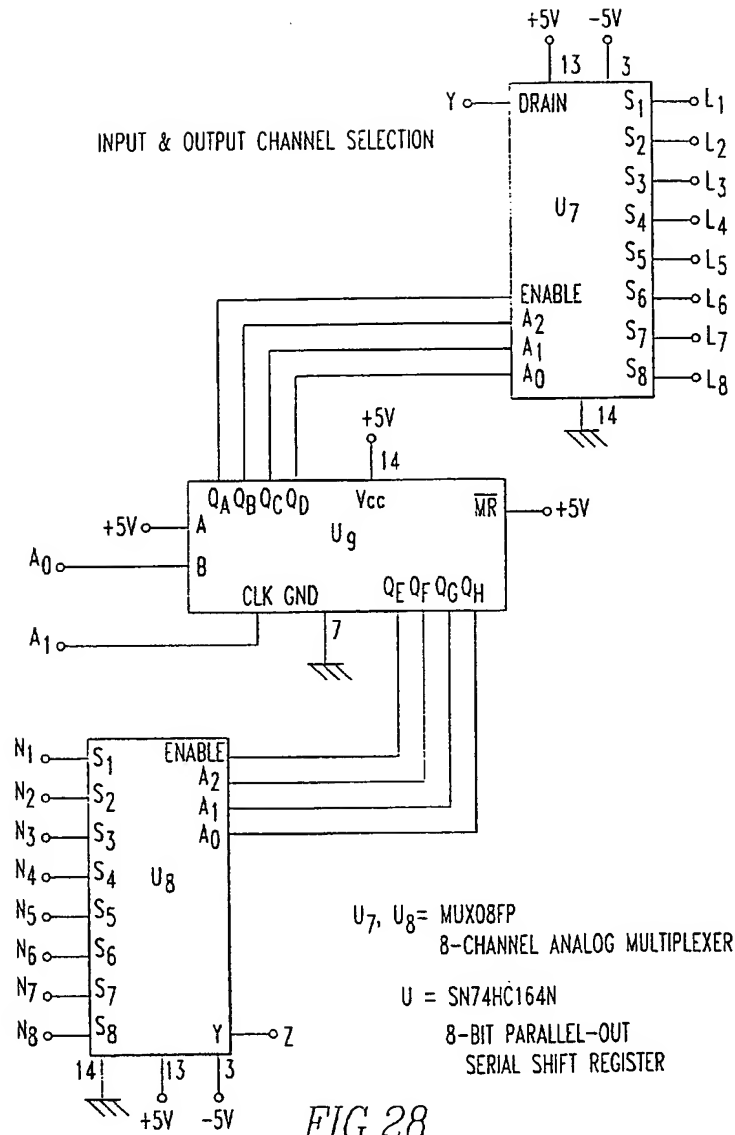 +5V -5V
13 3
Y DRAIN S1 L1
INPUT & OUTPUT CHANNEL SELECTION
S2 L2
S3 L3
U7 S4 L4
S5 L5
ENABLE S6 L6
A2
A1 S7 L7
A0 S8 L8
14
+5V
14
QA QB QC QD Vcc MR +5V
+5V A U9
A0 B
CLK GND QE QF QG QH
A1 7
N1 S1 ENABLE
N2 S2 A2
N3 S3 A1
A0
N4 S4 U8
N5 S5
N6 S6
N7 S7
N8 S8 Y Z
14 13 3
+5V -5V
U7, U8= MUX08FP
8-CHANNEL ANALOG MULTIPLEXER
U = SN74HC164N
8-BIT PARALLEL-OUT
SERIAL SHIFT REGISTER
FIG. 28